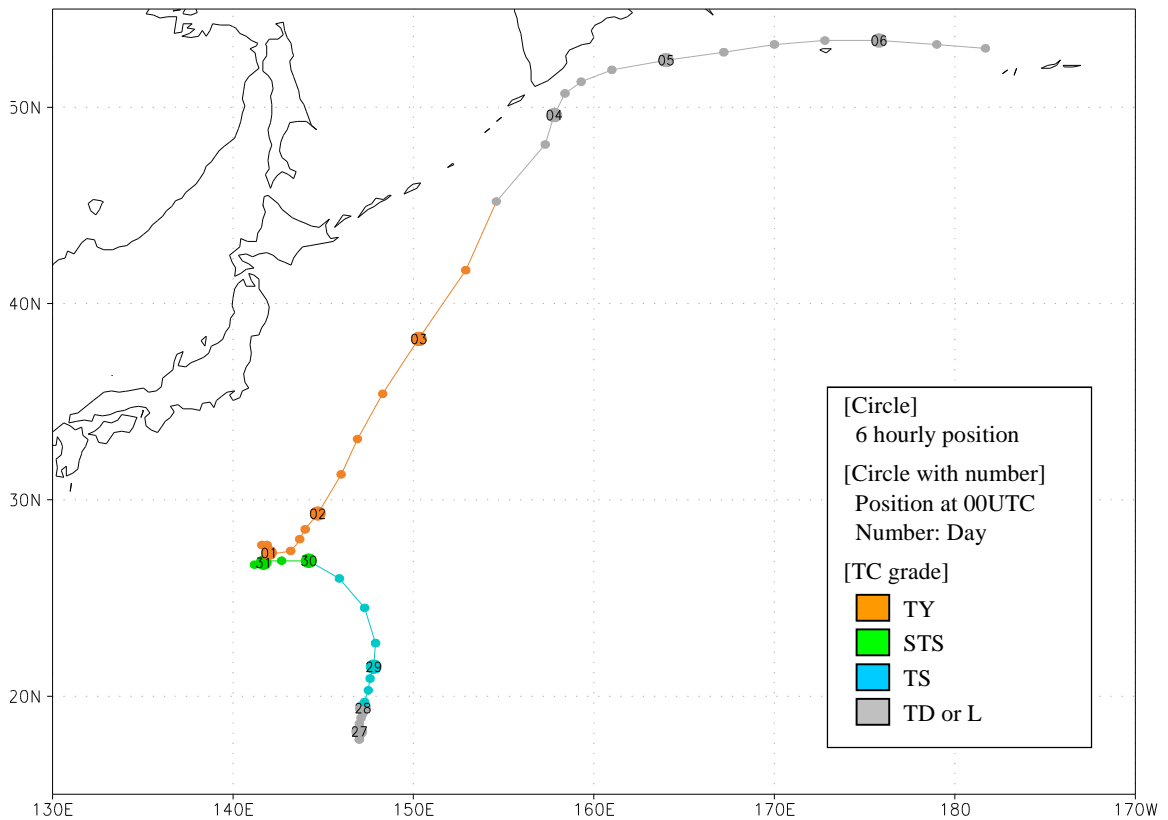 06
05
50N
04
40N
03
[Circle]
6 hourly position
[Circle with number]
Position at 00UTC
Number: Day
[TC grade]
TY
STS
TS
TD or L
30N
02
01
31
30
29
20N
28
27
130E
140E
150E
160E
170E
180
170W